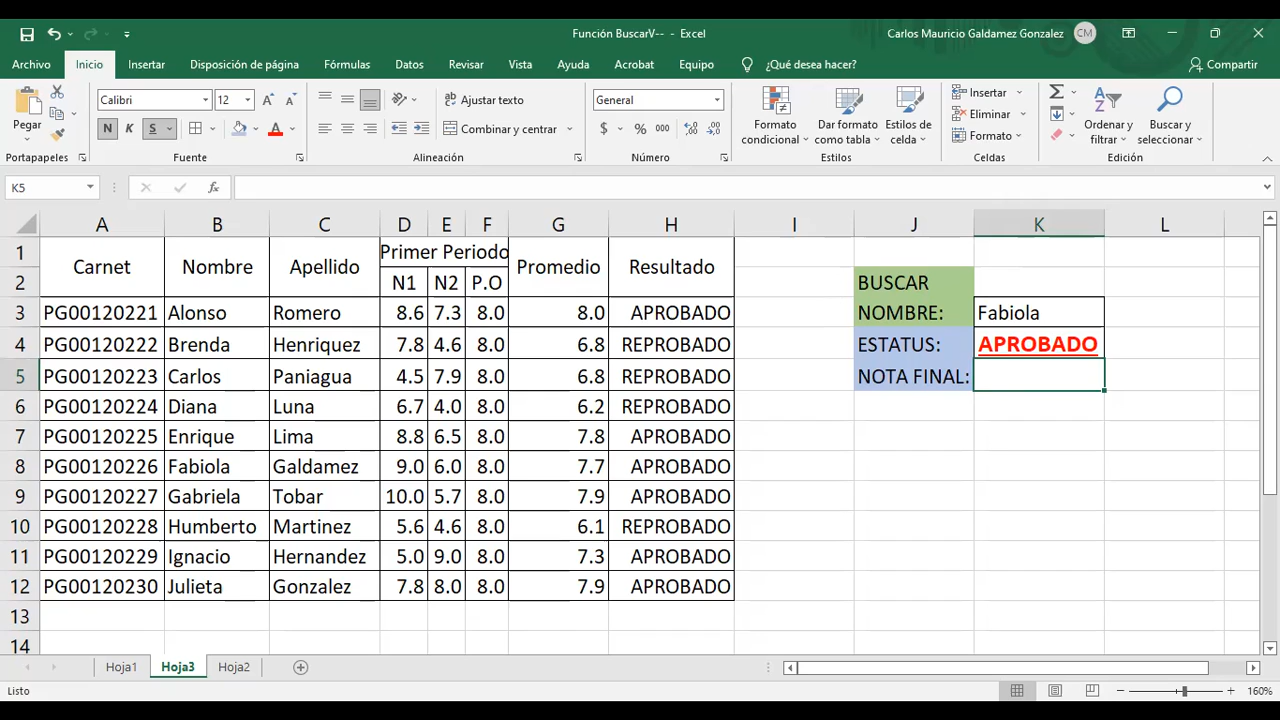 Función BuscarV-- - Excel
Carlos Mauricio Galdamez Gonzalez CM
Archivo Inicio Insertar Disposición de página Fórmulas Datos Revisar Vista Ayuda Acrobat Equipo ¿Qué desea hacer? Compartir
Pegar
Calibri 12
N K S
Ajustar texto
Combinar y centrar
General
$ % 000
Formato condicional
Dar formato como tabla
Estilos de celda
Insertar
Eliminar
Formato
Ordenar y filtrar
Buscar y seleccionar
Portapapeles Fuente Alineación Número Estilos Celdas Edición
K5 fx
A B C D E F G H I J K L
1 Carnet Nombre Apellido Primer Periodo Promedio Resultado
2 N1 N2 P.O BUSCAR
3 PG00120221 Alonso Romero 8.6 7.3 8.0 8.0 APROBADO NOMBRE: Fabiola
4 PG00120222 Brenda Henriquez 7.8 4.6 8.0 6.8 REPROBADO ESTATUS: APROBADO
5 PG00120223 Carlos Paniagua 4.5 7.9 8.0 6.8 REPROBADO NOTA FINAL:
6 PG00120224 Diana Luna 6.7 4.0 8.0 6.2 REPROBADO
7 PG00120225 Enrique Lima 8.8 6.5 8.0 7.8 APROBADO
8 PG00120226 Fabiola Galdamez 9.0 6.0 8.0 7.7 APROBADO
9 PG00120227 Gabriela Tobar 10.0 5.7 8.0 7.9 APROBADO
10 PG00120228 Humberto Martinez 5.6 4.6 8.0 6.1 REPROBADO
11 PG00120229 Ignacio Hernandez 5.0 9.0 8.0 7.3 APROBADO
12 PG00120230 Julieta Gonzalez 7.8 8.0 8.0 7.9 APROBADO
13
14
Hoja1 Hoja3 Hoja2
Listo 160%